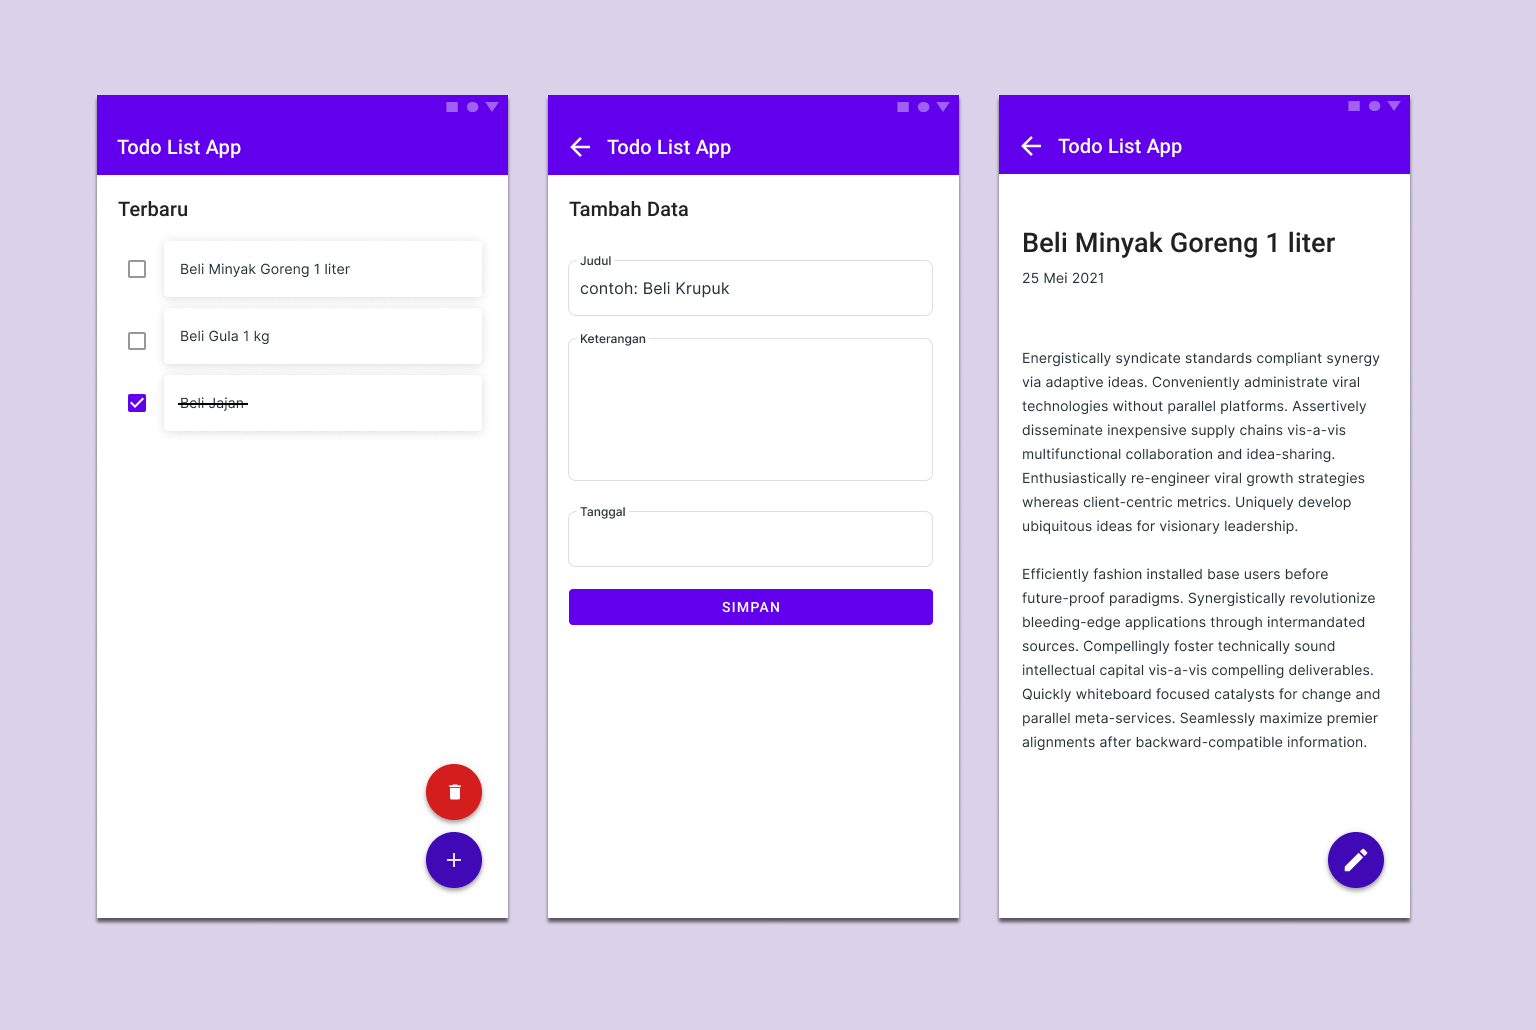 Todo List App
Terbaru
Beli Minyak Goreng 1 liter
Beli Gula 1 kg
Beli Jajan
Todo List App
Tambah Data
Judul
contoh: Beli Krupuk
Keterangan
Tanggal
SIMPAN
Todo List App
Beli Minyak Goreng 1 liter
25 Mei 2021
Energistically syndicate standards compliant synergy
via adaptive ideas. Conveniently administrate viral
technologies without parallel platforms. Assertively
disseminate inexpensive supply chains vis-a-vis
multifunctional collaboration and idea-sharing.
Enthusiastically re-engineer viral growth strategies
whereas client-centric metrics. Uniquely develop
ubiquitous ideas for visionary leadership.
Efficiently fashion installed base users before
future-proof paradigms. Synergistically revolutionize
bleeding-edge applications through intermandated
sources. Compellingly foster technically sound
intellectual capital vis-a-vis compelling deliverables.
Quickly whiteboard focused catalysts for change and
parallel meta-services. Seamlessly maximize premier
alignments after backward-compatible information.